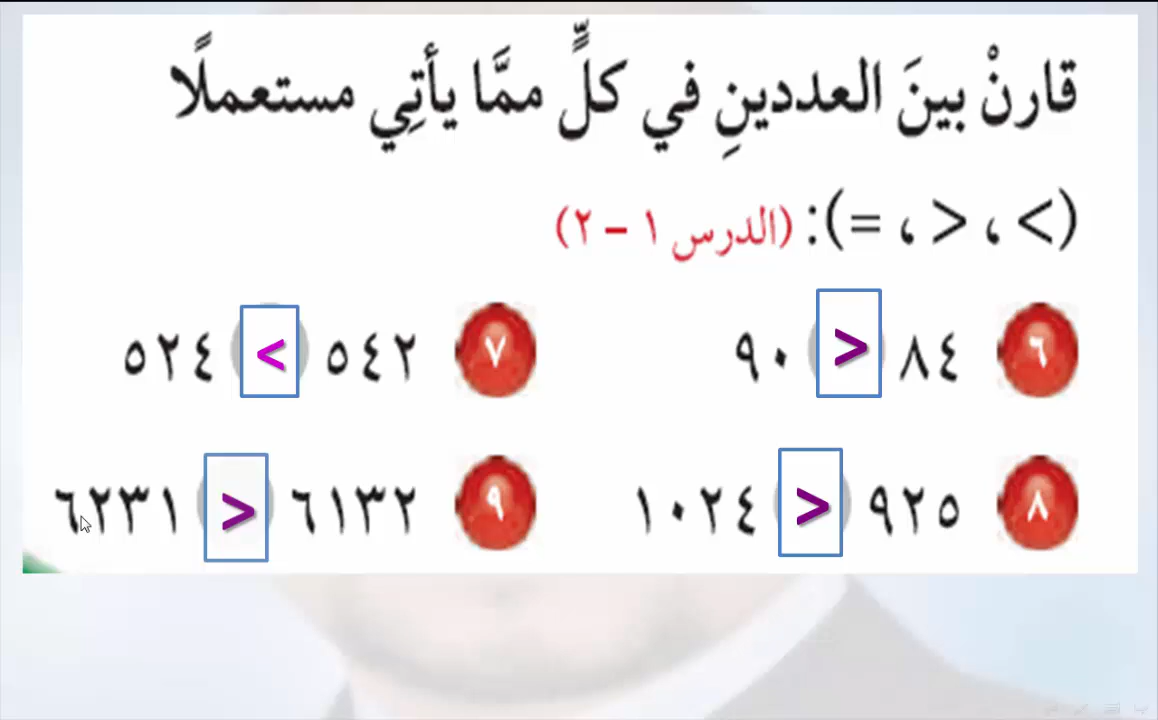 قارنْ بينَ العددينِ في كلٍّ ممَّا يأتِي مستعملًا
(> ، < ، =): (الدرس ١ – ٢)
٦ ٨٤ < ٩٠
٧ ٥٤٢ > ٥٢٤
٨ ٩٢٥ < ١٠٢٤
٩ ٦١٣٢ < ٦٢٣١